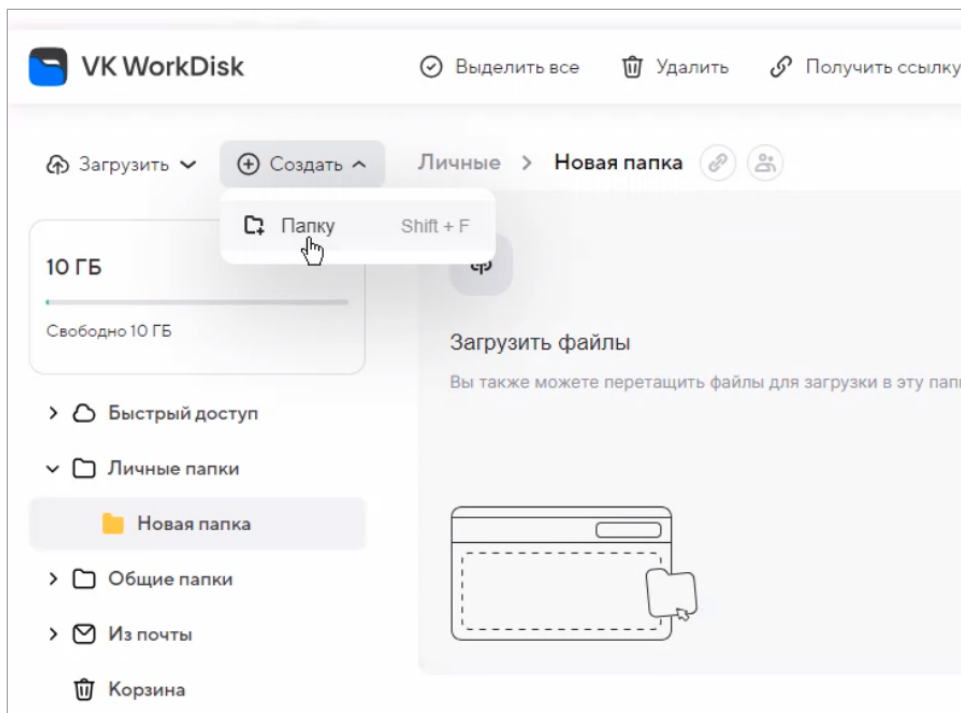 VK WorkDisk
Выделить все
Удалить
Получить ссылку
Загрузить
Создать
Личные > Новая папка
Папку Shift + F
10 ГБ
Свободно 10 ГБ
Загрузить файлы
Вы также можете перетащить файлы для загрузки в эту
Быстрый доступ
Личные папки
Новая папка
Общие папки
Из почты
Корзина